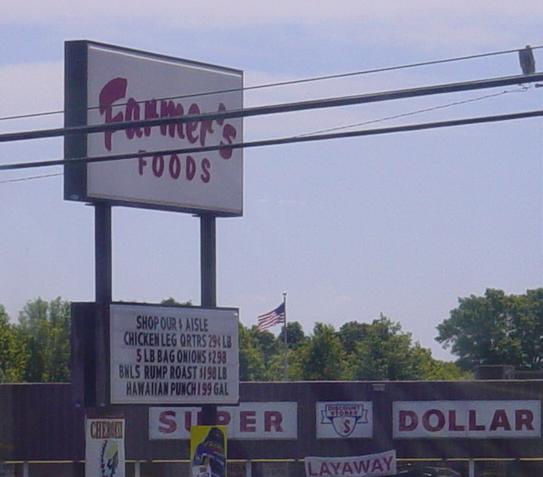 Farmer's
FOODS
SHOP OUR $ AISLE
CHICKEN LEG QRTRS 29¢ LB
5 LB BAG ONIONS $2.98
BNLS RUMP ROAST $1.98 LB
HAWAIIAN PUNCH 1.99 GAL
SUPER
DISCOUNT
STORES
$
DOLLAR
CHEROKEE
LAYAWAY